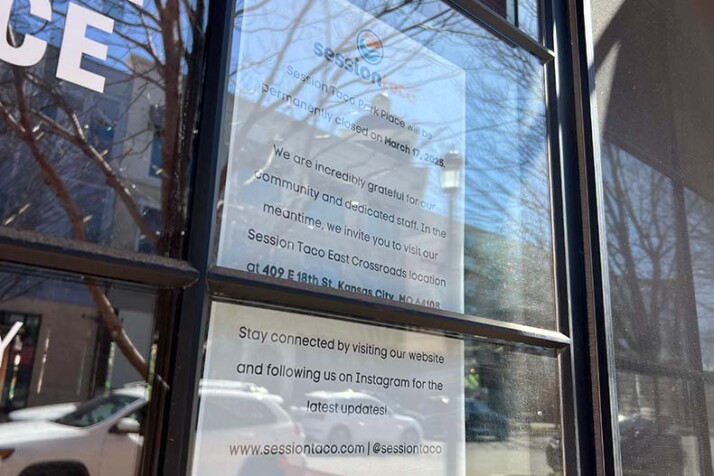 CE
sessiontaco
Session Taco Park Place will be
permanently closed on March 17, 2025.
We are incredibly grateful for our
community and dedicated staff. In the
meantime, we invite you to visit our
Session Taco East Crossroads location
at 409 E 18th St, Kansas City, MO 64108
Stay connected by visiting our website
and following us on Instagram for the
latest updates!
www.sessiontaco.com | @sessiontaco